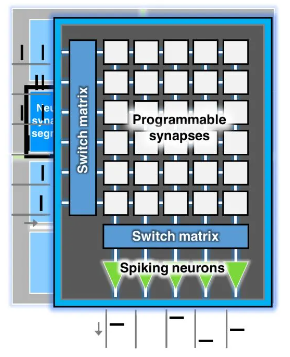 Switch matrix
Programmable
synapses
Switch matrix
Spiking neurons